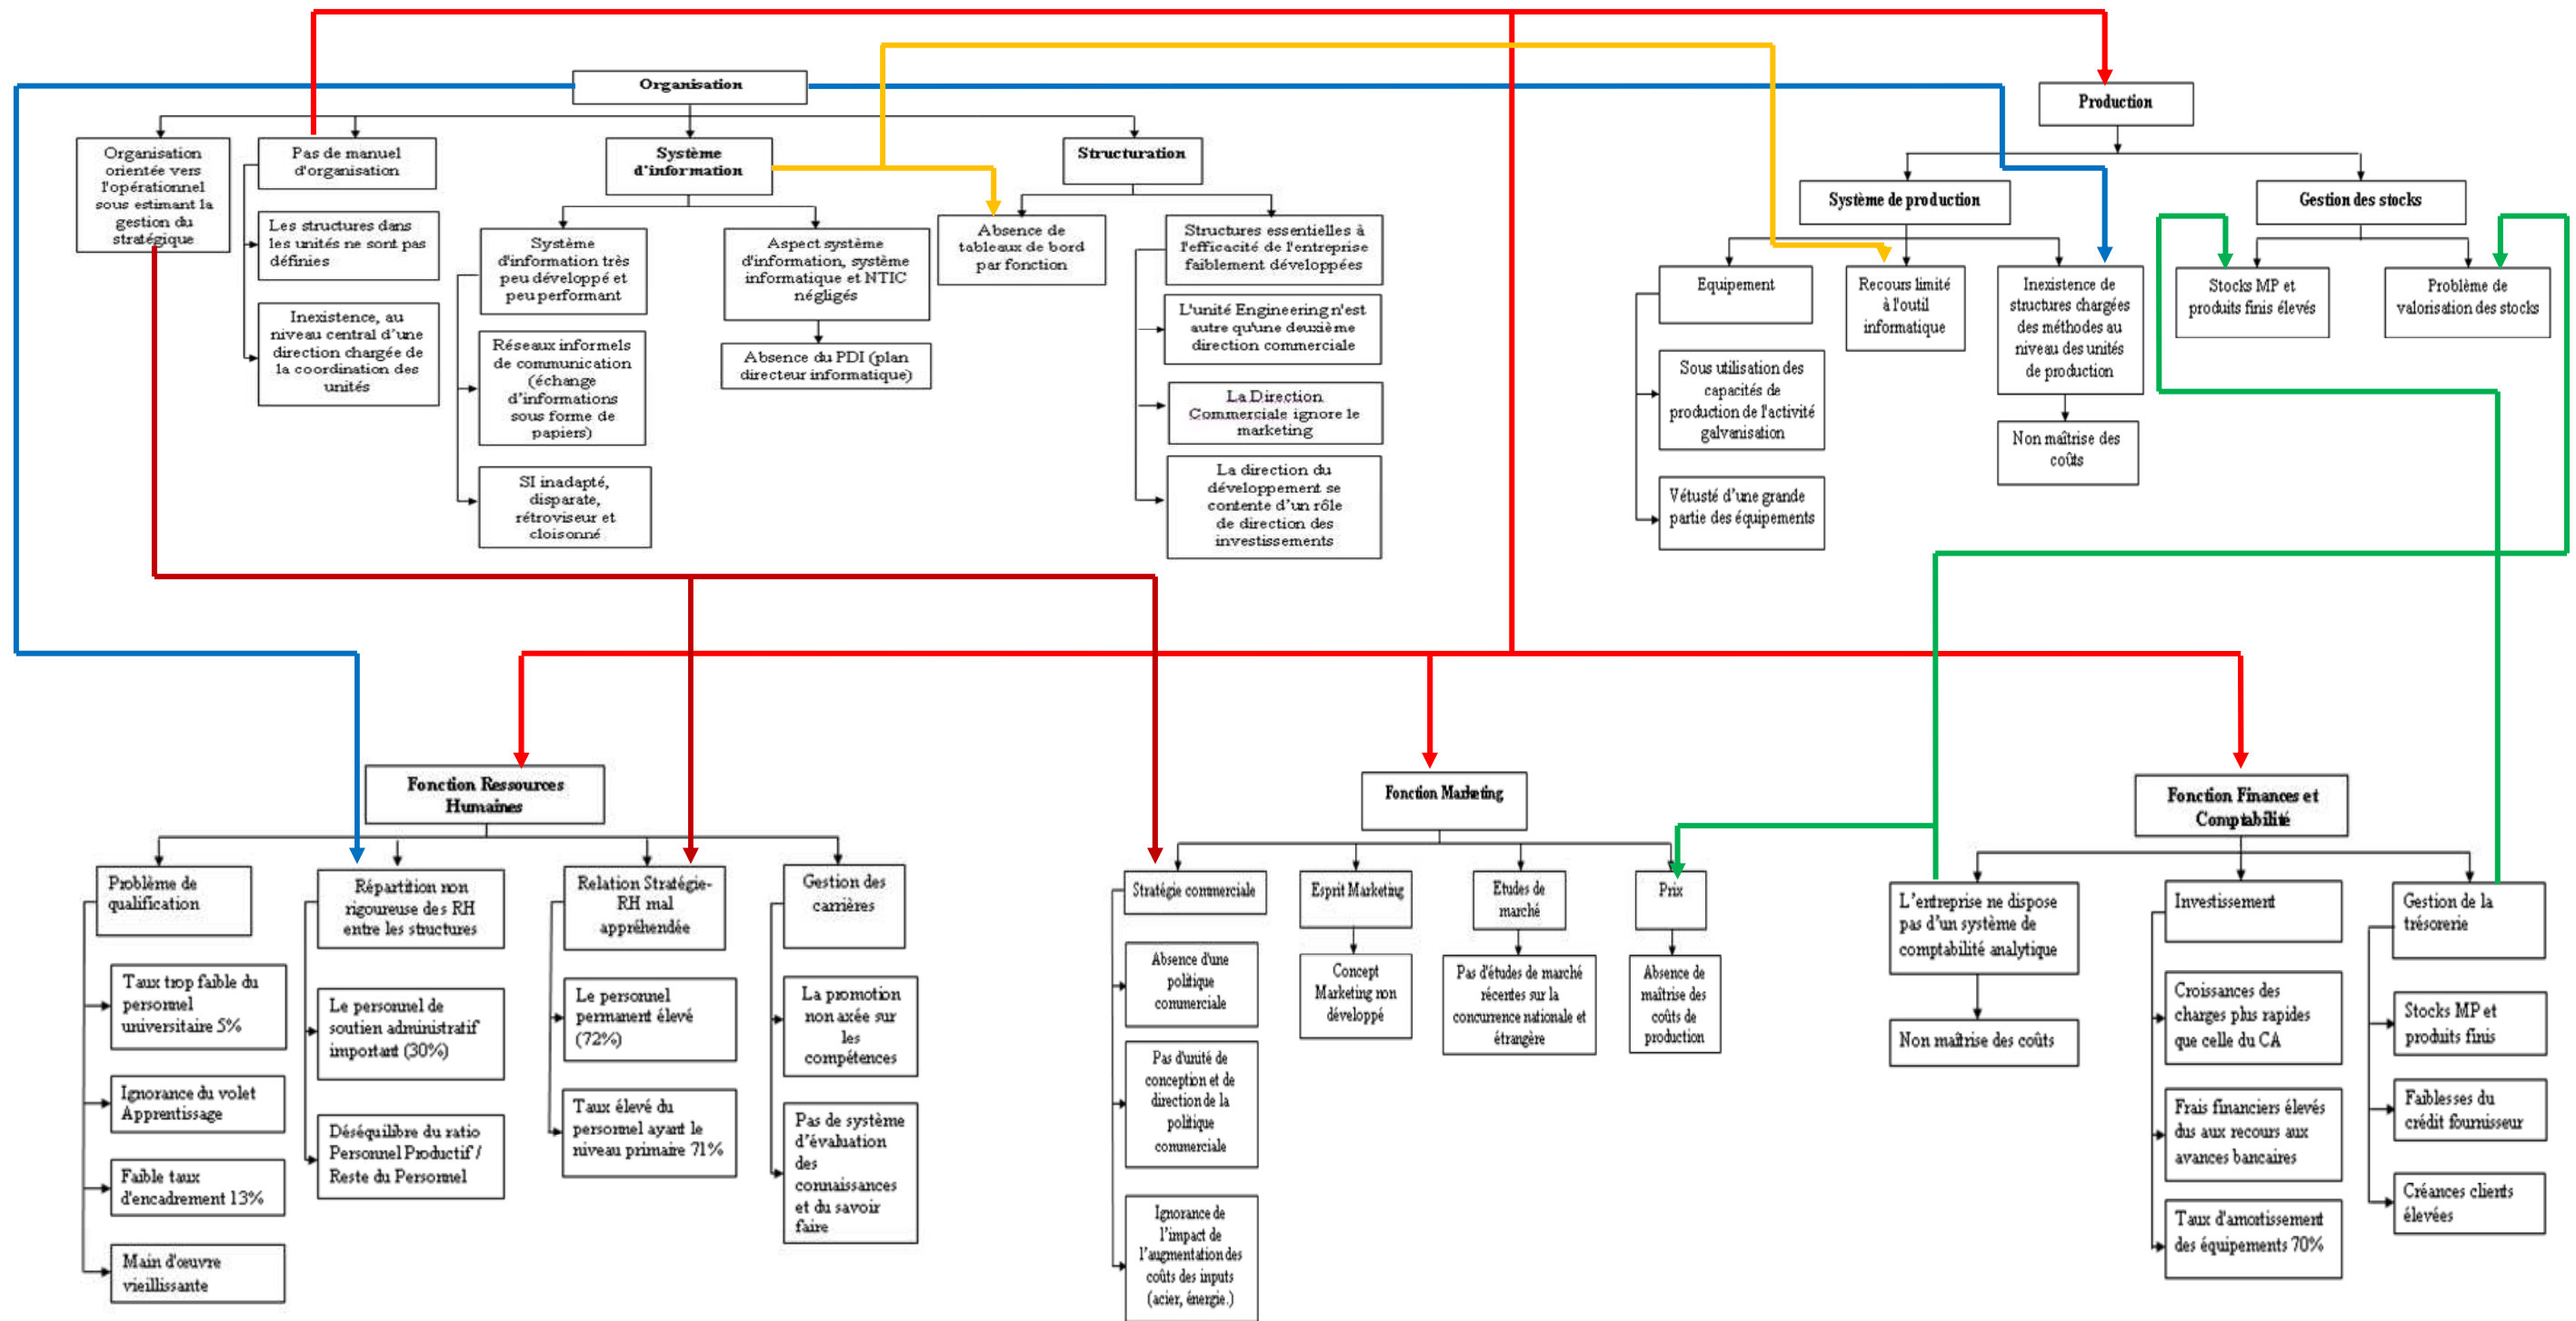 Organisation
Organisation
orientée vers
l'opérationnel
sous estimant la
gestion du
stratégique
Pas de manuel
d'organisation
Les structures dans
les unités ne sont pas
définies
Inexistence, au
niveau central d'une
direction chargée de
la coordination des
unités
Système
d'information
Système
d'information très
peu développé et
peu performant
Réseaux informels
de communication
(échange
d'informations
sous forme de
papiers)
SI inadapté,
disparate,
rétroviseur et
cloisonné
Aspect système
d'information, système
informatique et NTIC
négligés
Absence du PDI (plan
directeur informatique)
Structuration
Absence de
tableaux de bord
par fonction
Structures essentielles à
l'efficacité de l'entreprise
faiblement développées
L'unité Engineering n'est
autre qu'une deuxième
direction commerciale
La Direction
Commerciale ignore le
marketing
La direction du
développement se
contente d'un rôle
de direction des
investissements
Production
Système de production
Equipement
Sous utilisation des
capacités de
production de l'activité
galvanisation
Vétusté d'une grande
partie des équipements
Recours limité
à l'outil
informatique
Inexistence de
structures chargées
des méthodes au
niveau des unités
de production
Non maîtrise des
coûts
Gestion des stocks
Stocks MP et
produits finis élevés
Problème de
valorisation des stocks
Fonction Ressources
Humaines
Problème de
qualification
Taux trop faible du
personnel
universitaire 5%
Ignorance du volet
Apprentissage
Faible taux
d'encadrement 13%
Main d'œuvre
vieillissante
Répartition non
rigoureuse des RH
entre les structures
Le personnel de
soutien administratif
important (30%)
Déséquilibre du ratio
Personnel Productif /
Reste du Personnel
Relation Stratégie-
RH mal
appréhendée
Le personnel
permanent élevé
(72%)
Taux élevé du
personnel ayant le
niveau primaire 71%
Gestion des
carrières
La promotion
non axée sur
les
compétences
Pas de système
d'évaluation
des
connaissances
et du savoir
faire
Fonction Marketing
Stratégie commerciale
Absence d'une
politique
commerciale
Pas d'unité de
conception et de
direction de la
politique
commerciale
Ignorance de
l'impact de
l'augmentation des
coûts des inputs
(acier, énergie.)
Esprit Marketing
Concept
Marketing non
développé
Etudes de
marché
Pas d'études de marché
récentes sur la
concurrence nationale et
étrangère
Prix
Absence de
maîtrise des
coûts de
production
Fonction Finances et
Comptabilité
L'entreprise ne dispose
pas d'un système de
comptabilité analytique
Non maîtrise des coûts
Investissement
Croissances des
charges plus rapides
que celle du CA
Frais financiers élevés
dus aux recours aux
avances bancaires
Taux d'amortissement
des équipements 70%
Gestion de la
trésorerie
Stocks MP et
produits finis
Faiblesses du
crédit fournisseur
Créances clients
élevées